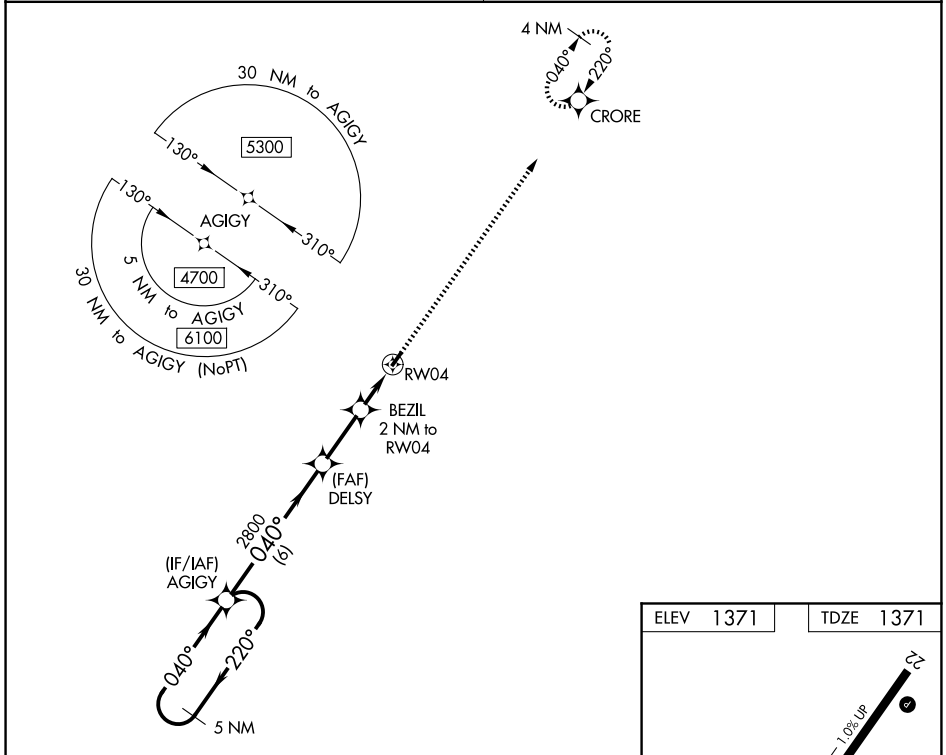 4 NM
040°
220°
CRORE
30 NM to AGIGY
5300
130°
310°
AGIGY
130°
310°
4700
5 NM to AGIGY
6100
30 NM to AGIGY (NoPT)
RW04
BEZIL
2 NM to
RW04
(FAF)
DELSY
2800
040°
(6)
(IF/IAF)
AGIGY
040°
220°
5 NM
ELEV 1371
TDZE 1371
22
1.0% UP
P